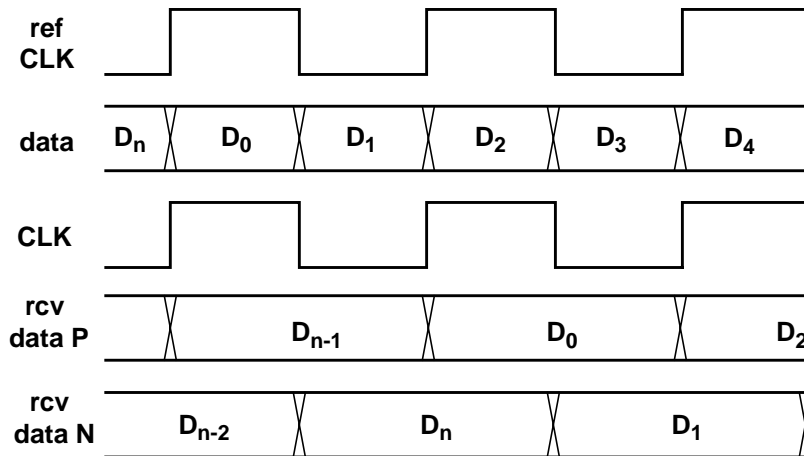 ref
CLK
data Dn D0 D1 D2 D3 D4
CLK
rcv
data P Dn-1 D0 D2
rcv
data N Dn-2 Dn D1